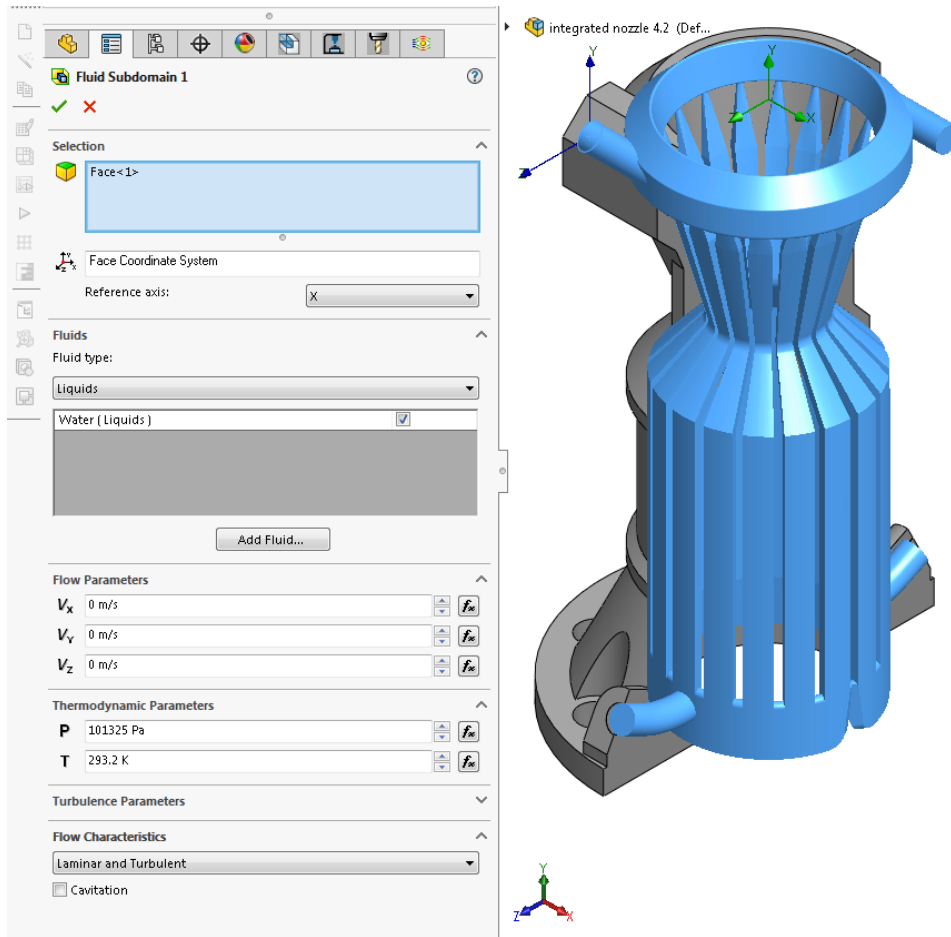 integrated nozzle 4.2 (Def...
Fluid Subdomain 1
Selection
Face<1>
Face Coordinate System
Reference axis:
X
Fluids
Fluid type:
Liquids
Water ( Liquids )
Add Fluid...
Flow Parameters
VX 0 m/s
VY 0 m/s
VZ 0 m/s
Thermodynamic Parameters
P 101325 Pa
T 293.2 K
Turbulence Parameters
Flow Characteristics
Laminar and Turbulent
Cavitation
Y
Z
Y
Z
X
Y
Z
X